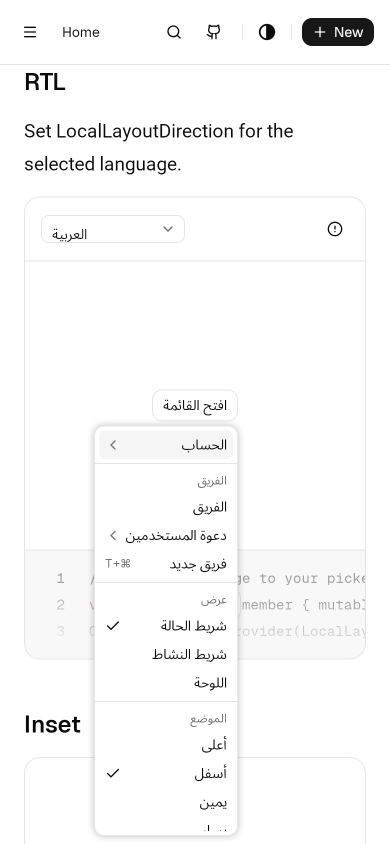 Home
New
RTL
Set LocalLayoutDirection for the
selected language.
العربية
افتح القائمة
الحساب
الفريق
الفريق
دعوة المستخدمين
فريق جديد
⌘+T
عرض
شريط الحالة
شريط النشاط
اللوحة
الموضع
أعلى
أسفل
يمين
1 / ge to your picke
2 v member { mutabl
3 rovider(LocalLay
Inset